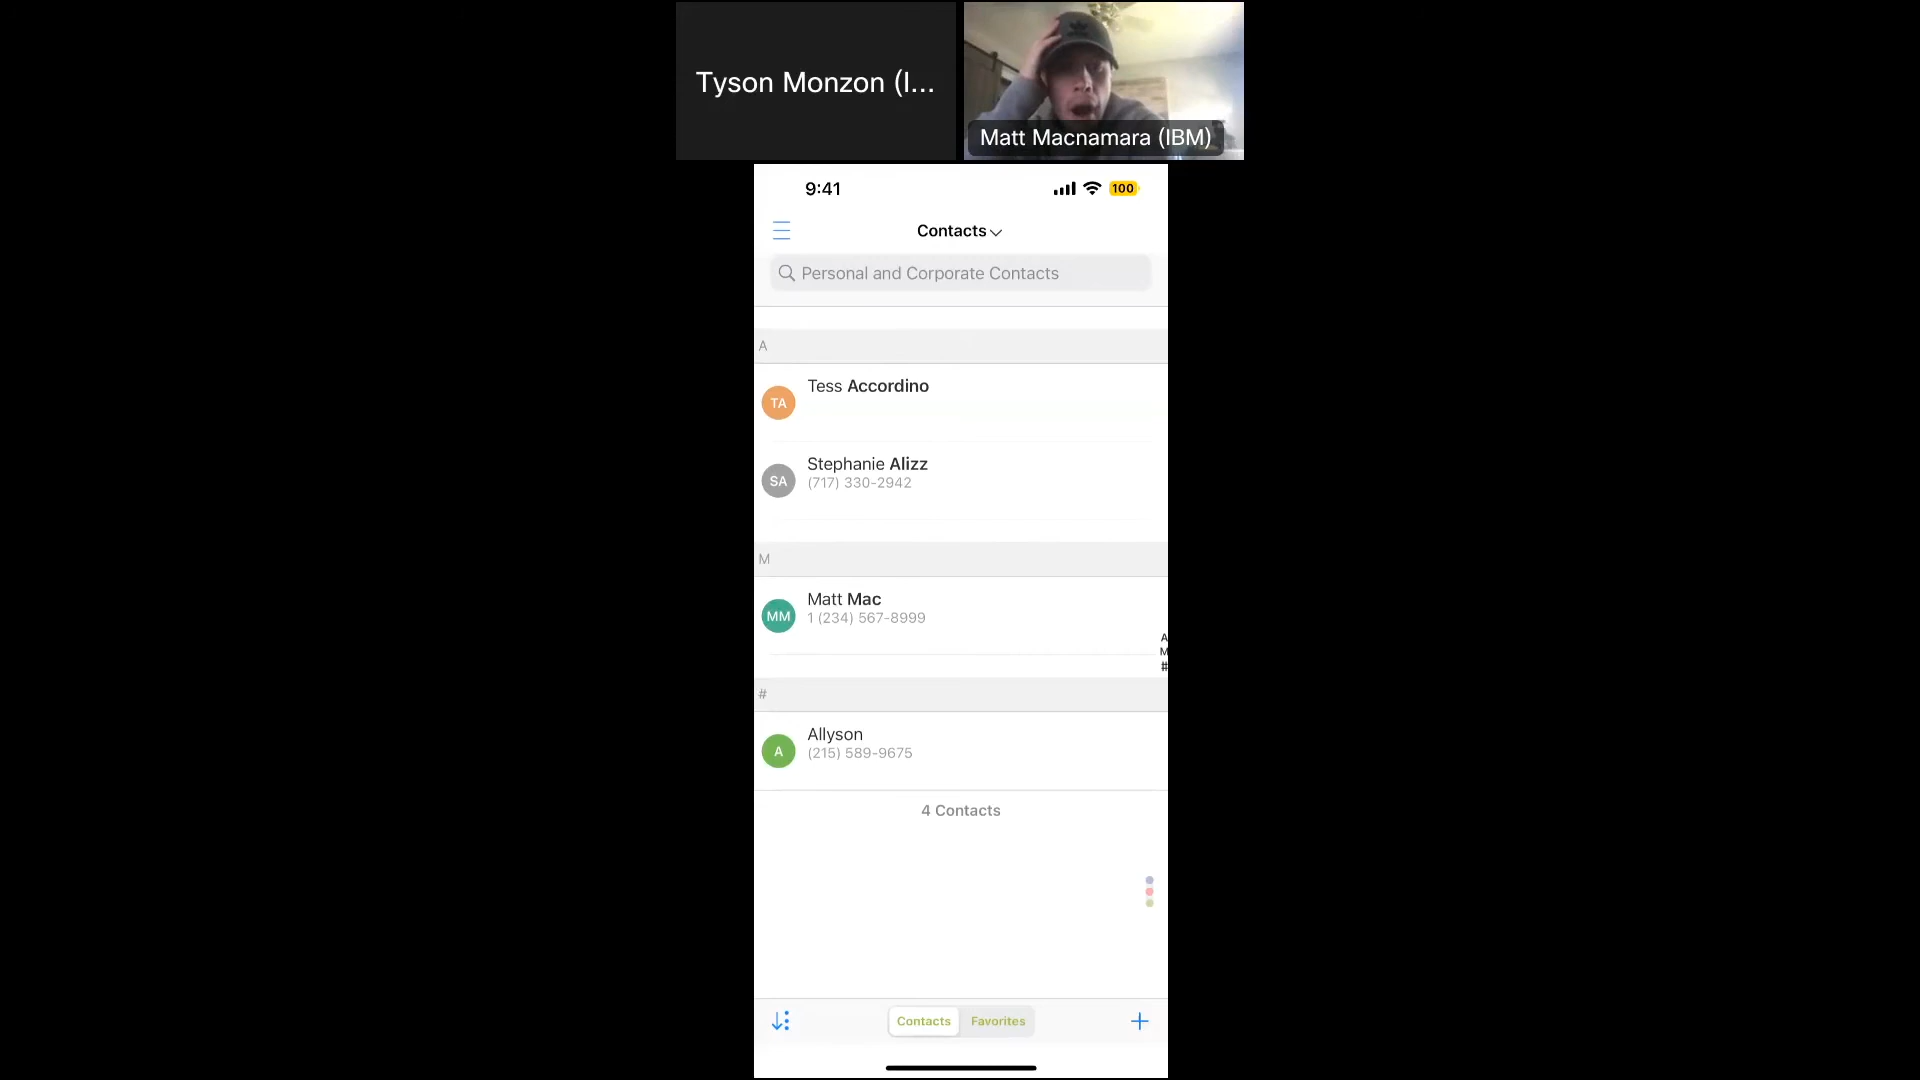 Tyson Monzon (I...
Matt Macnamara (IBM)
9:41
100
Contacts
Personal and Corporate Contacts
A
TA
Tess Accordino
SA
Stephanie Alizz
(717) 330-2942
M
MM
Matt Mac
1 (234) 567-8999
A
M
#
#
A
Allyson
(215) 589-9675
4 Contacts
Contacts
Favorites